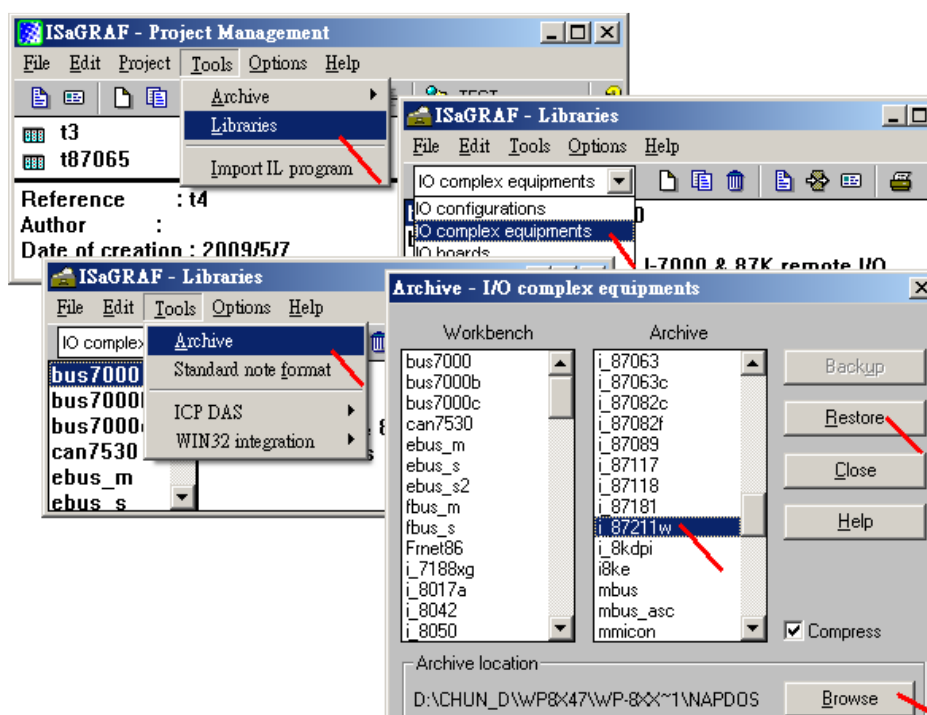 ISaGRAF - Project Management
File Edit Project Tools Options Help
Archive
Libraries
Import IL program
t3
t87065
Reference : t4
Author :
Date of creation : 2009/5/7
ISaGRAF - Libraries
File Edit Tools Options Help
IO complex equipments
IO configurations
IO complex equipments
IO boards
I-7000 & 87K remote I/O
ISaGRAF - Libraries
File Edit Tools Options Help
IO complex
Archive
Standard note format
ICP DAS
WIN32 integration
bus7000
bus7000
bus7000
can7530
ebus_m
ebus_s
Archive - I/O complex equipments
Workbench
bus7000
bus7000b
bus7000c
can7530
ebus_m
ebus_s
ebus_s2
fbus_m
fbus_s
Frnet86
i_7188xg
i_8017a
i_8042
i_8050
Archive
i_87063
i_87063c
i_87082c
i_87082f
i_87089
i_87117
i_87118
i_87181
i_87211w
i_8kdpi
i8ke
mbus
mbus_asc
mmicon
Backup
Restore
Close
Help
Compress
Archive location
D:\CHUN_D\WP8X47\WP-8XX~1\NAPDOS
Browse